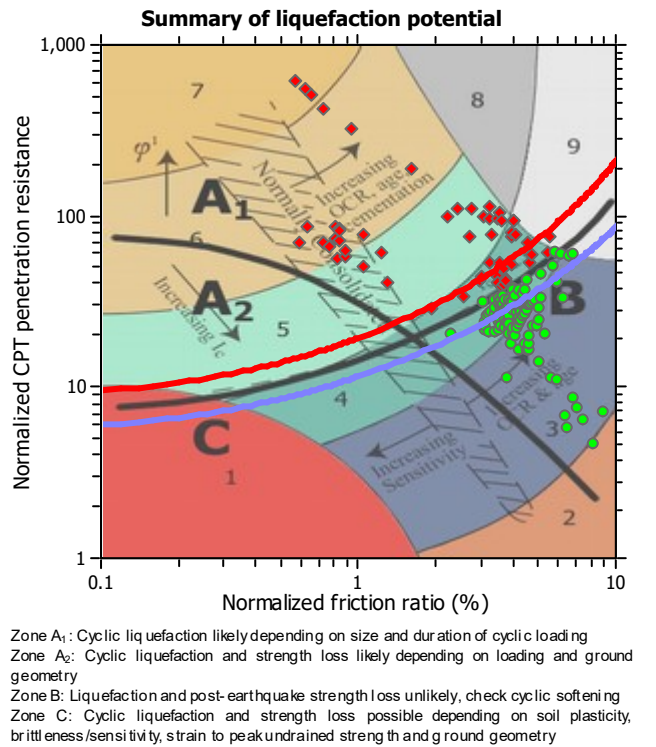 Summary of liquefaction potential
1,000
7
8
9
φ'
Increasing
OCR, age,
cementation
Normally
Consolidated
Normalized CPT penetration resistance
100
A1
6
A2
Increasing Ic
5
B
10
4
Increasing
OCR & age
C
3
Increasing
Sensitivity
1
2
1
0.1
1
10
Normalized friction ratio (%)
Zone A1: Cyclic liquefaction likely depending on size and duration of cyclic loading
Zone A2: Cyclic liquefaction and strength loss likely depending on loading and ground
geometry
Zone B: Liquefaction and post-earthquake strength loss unlikely, check cyclic softening
Zone C: Cyclic liquefaction and strength loss possible depending on soil plasticity,
brittleness/sensitivity, strain to peak undrained strength and ground geometry